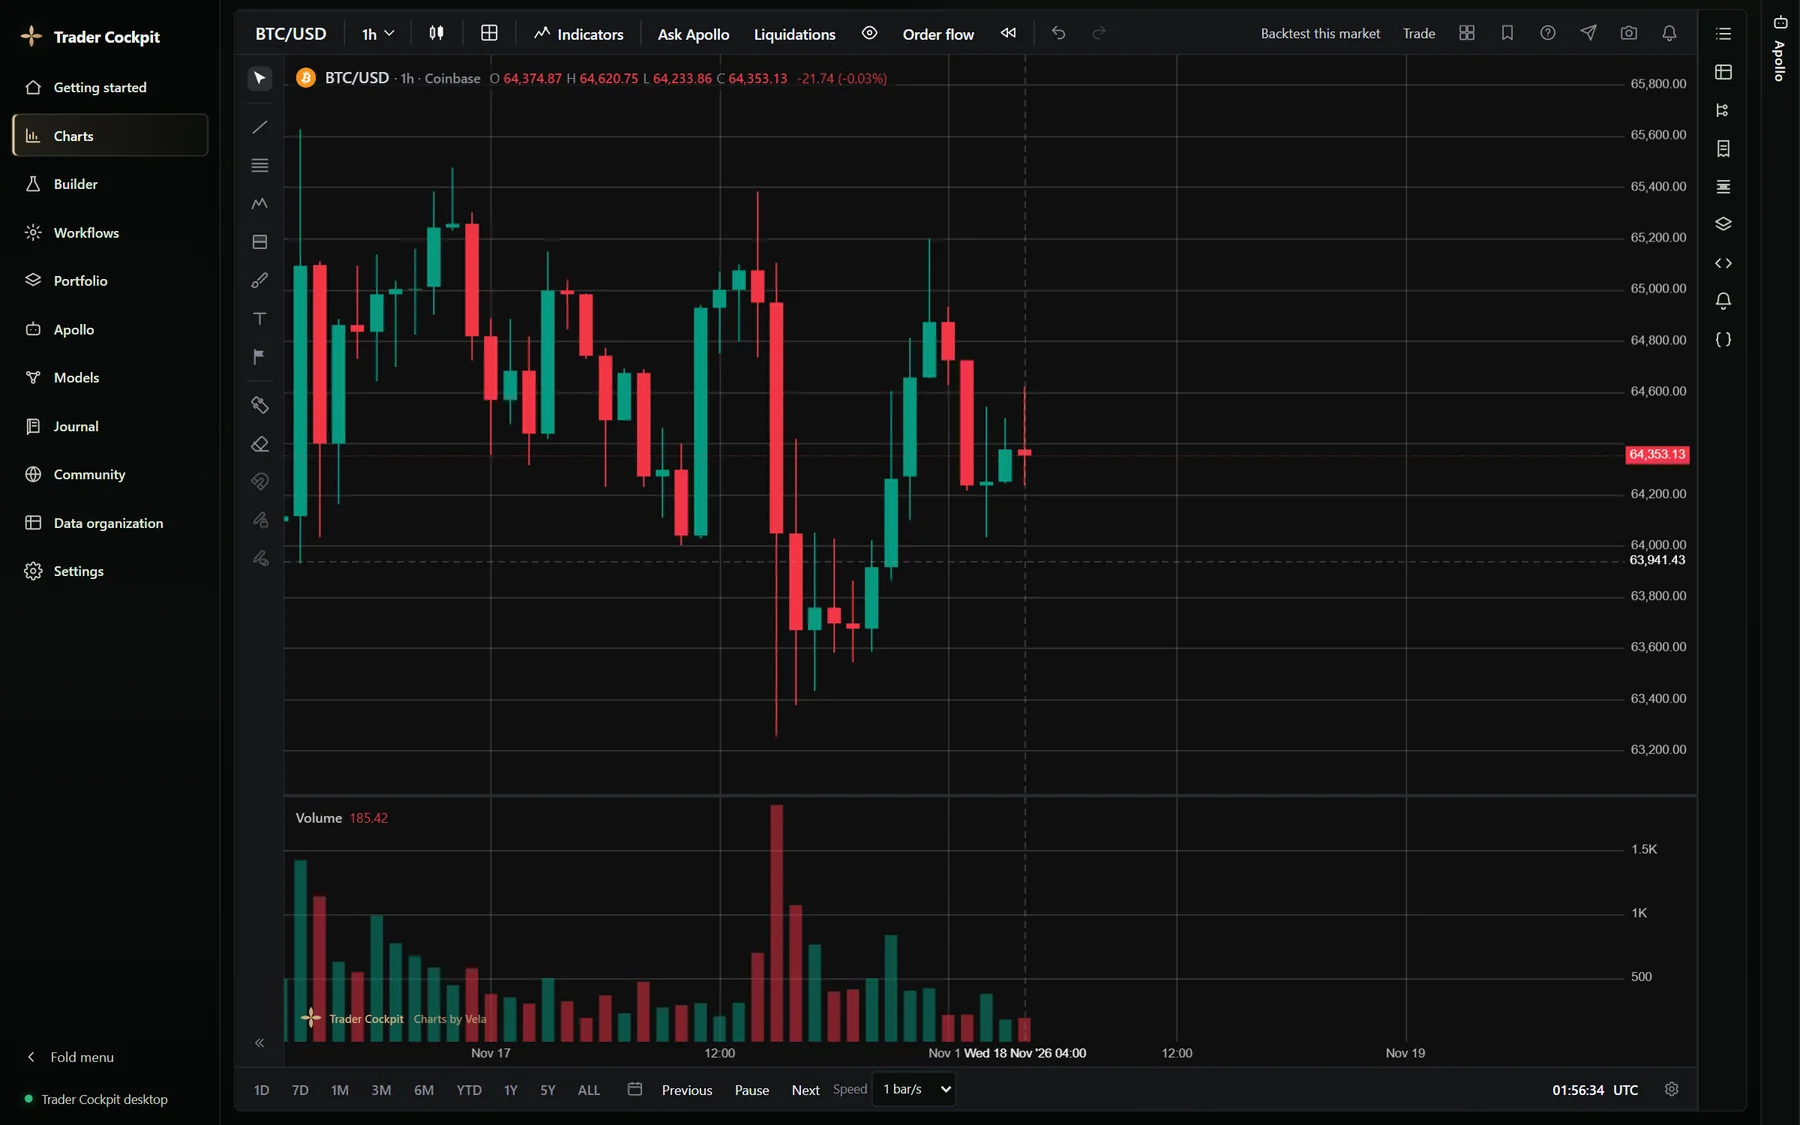 Trader Cockpit
Getting started
Charts
Builder
Workflows
Portfolio
Apollo
Models
Journal
Community
Data organization
Settings
Fold menu
Trader Cockpit desktop
BTC/USD 1h Indicators Ask Apollo Liquidations Order flow Backtest this market Trade
BTC/USD · 1h · Coinbase O 64,374.87 H 64,620.75 L 64,233.86 C 64,353.13 -21.74 (-0.03%)
65,800.00
65,600.00
65,400.00
65,200.00
65,000.00
64,800.00
64,600.00
64,353.13
64,200.00
64,000.00
63,941.43
63,800.00
63,600.00
63,400.00
63,200.00
Volume 185.42
1.5K
1K
500
Trader Cockpit Charts by Vela
Nov 17 12:00 Nov 1 Wed 18 Nov '26 04:00 12:00 Nov 19
1D 7D 1M 3M 6M YTD 1Y 5Y ALL Previous Pause Next Speed 1 bar/s 01:56:34 UTC
Apollo